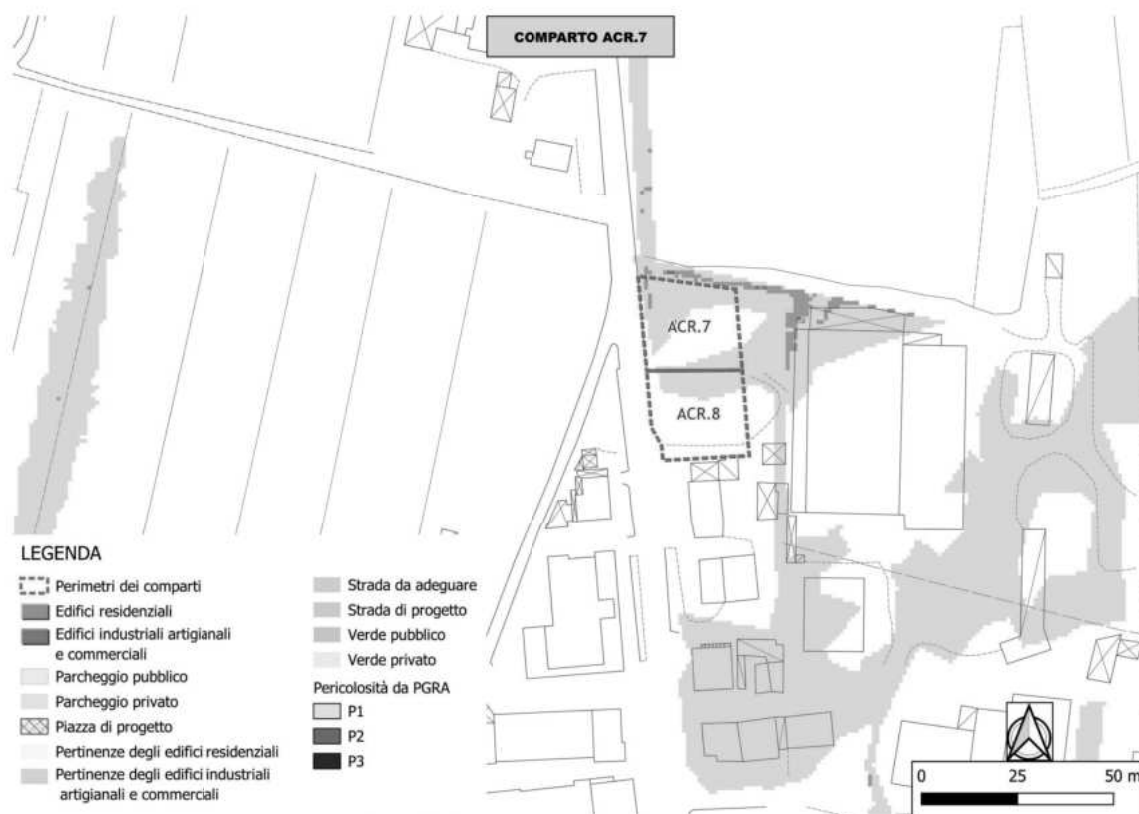 COMPARTO ACR.7
ACR.7
ACR.8
LEGENDA
Perimetri dei comparti
Edifici residenziali
Edifici industriali artigianali
e commerciali
Parcheggio pubblico
Parcheggio privato
Piazza di progetto
Pertinenze degli edifici residenziali
Pertinenze degli edifici industriali
artigianali e commerciali
Strada da adeguare
Strada di progetto
Verde pubblico
Verde privato
Pericolosità da PGRA
P1
P2
P3
0 25 50 m